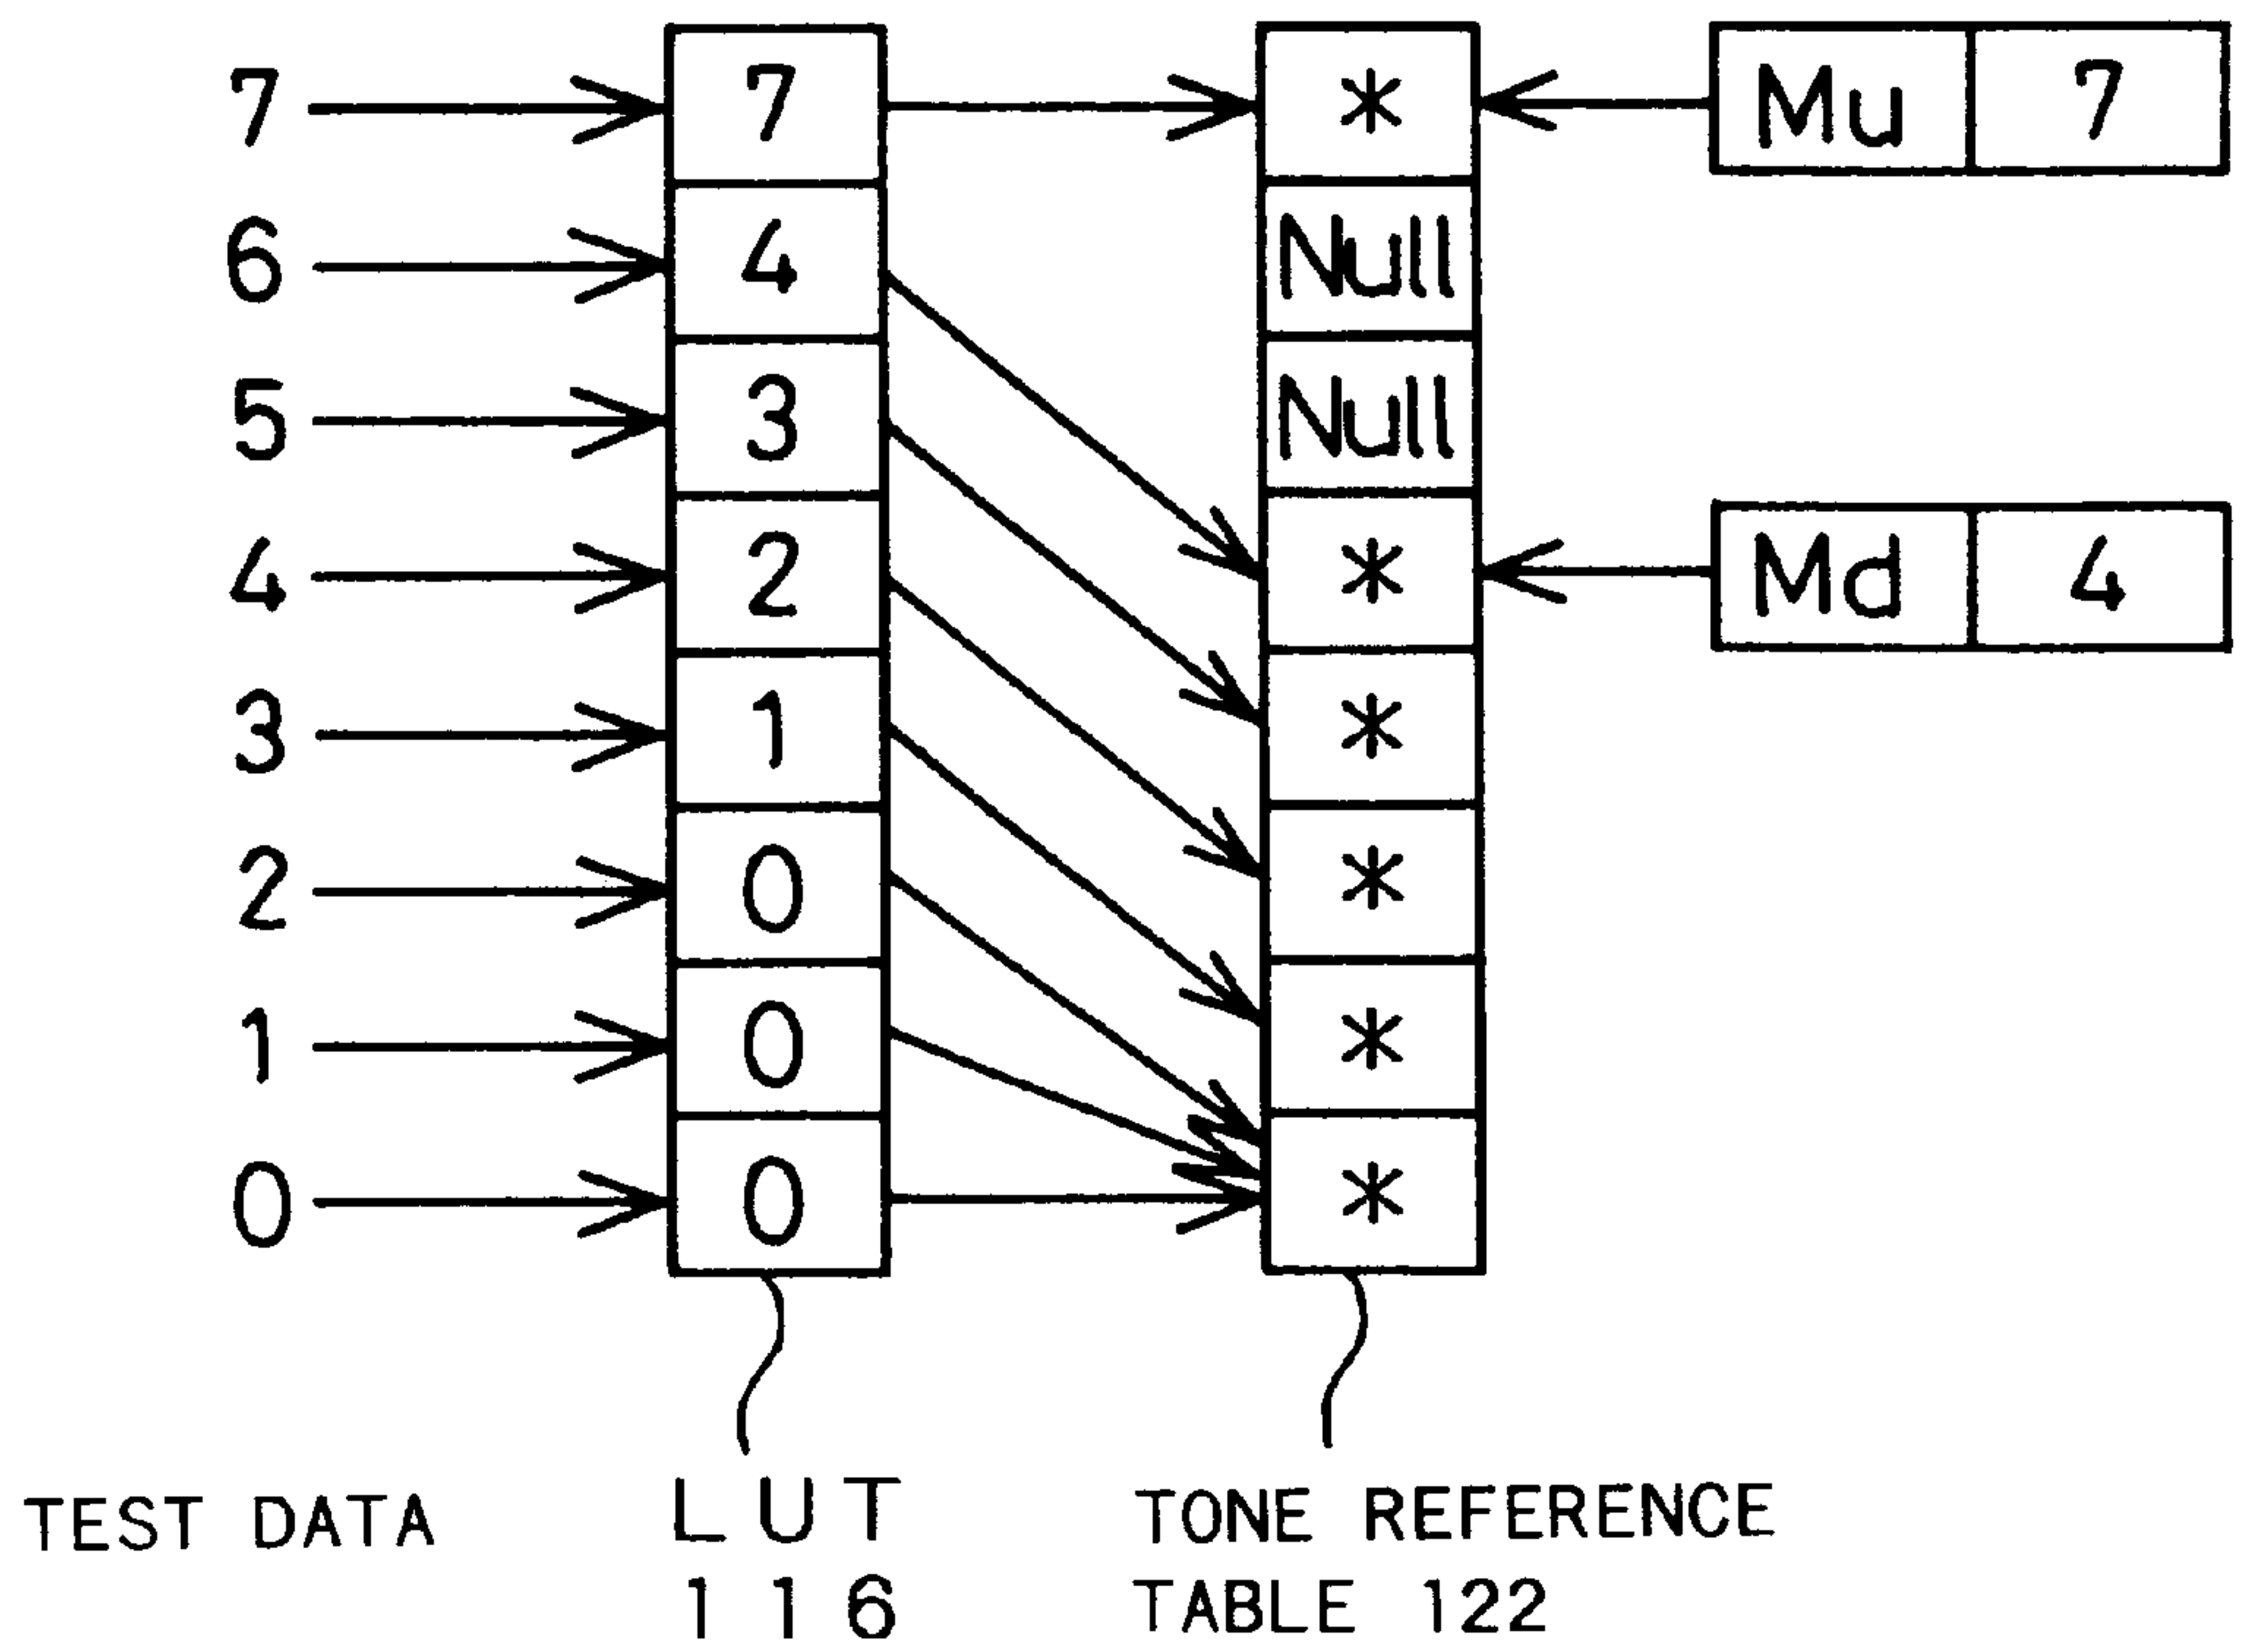 7 7 * Mu 7
6 4 Null
5 3 Null
4 2 * Md 4
3 1 *
2 0 *
1 0 *
0 0 *
TEST DATA LUT TONE REFERENCE
116 TABLE 122